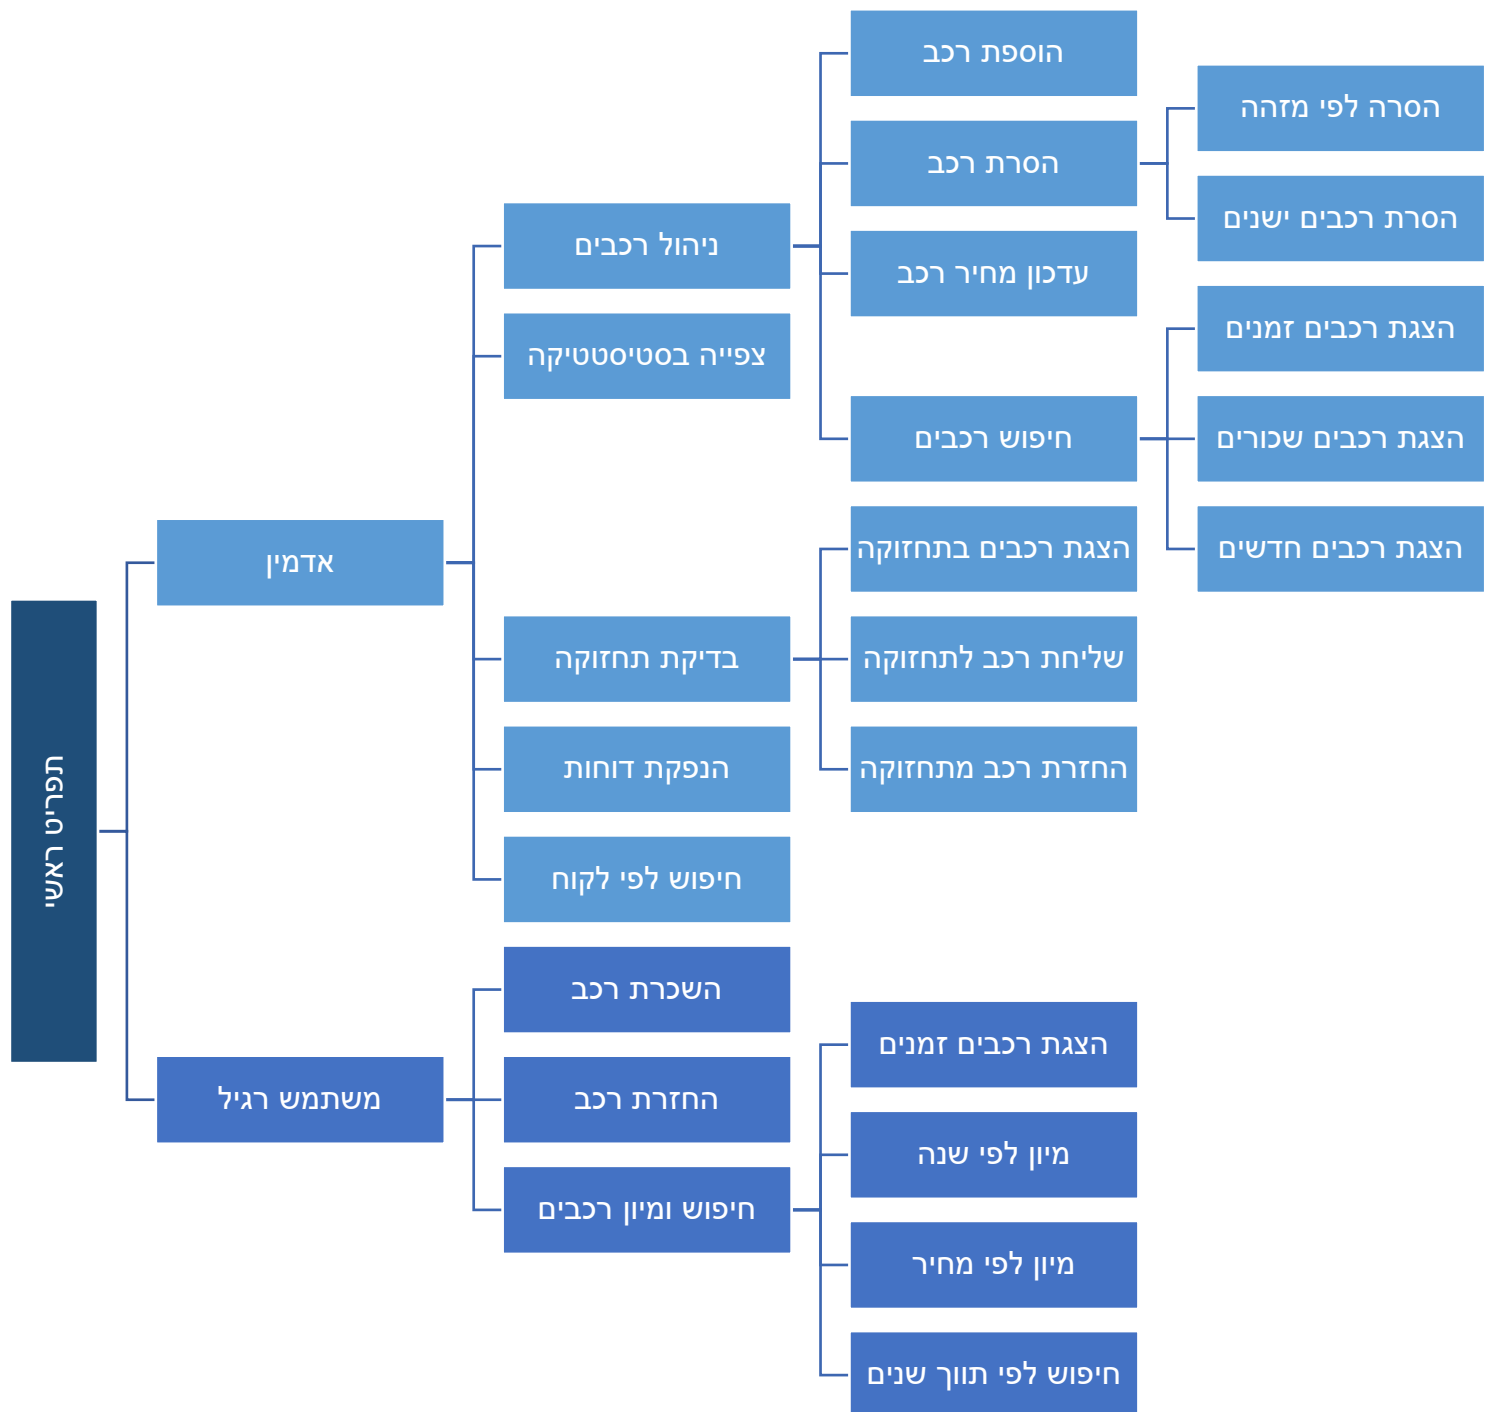 תפריט ראשי
אדמין
ניהול רכבים
הוספת רכב
הסרת רכב
הסרה לפי מזהה
הסרת רכבים ישנים
עדכון מחיר רכב
חיפוש רכבים
הצגת רכבים זמנים
הצגת רכבים שכורים
הצגת רכבים חדשים
צפייה בסטיסטטיקה
בדיקת תחזוקה
הצגת רכבים בתחזוקה
שליחת רכב לתחזוקה
החזרת רכב מתחזוקה
הנפקת דוחות
חיפוש לפי לקוח
משתמש רגיל
השכרת רכב
החזרת רכב
חיפוש ומיון רכבים
הצגת רכבים זמנים
מיון לפי שנה
מיון לפי מחיר
חיפוש לפי תווך שנים